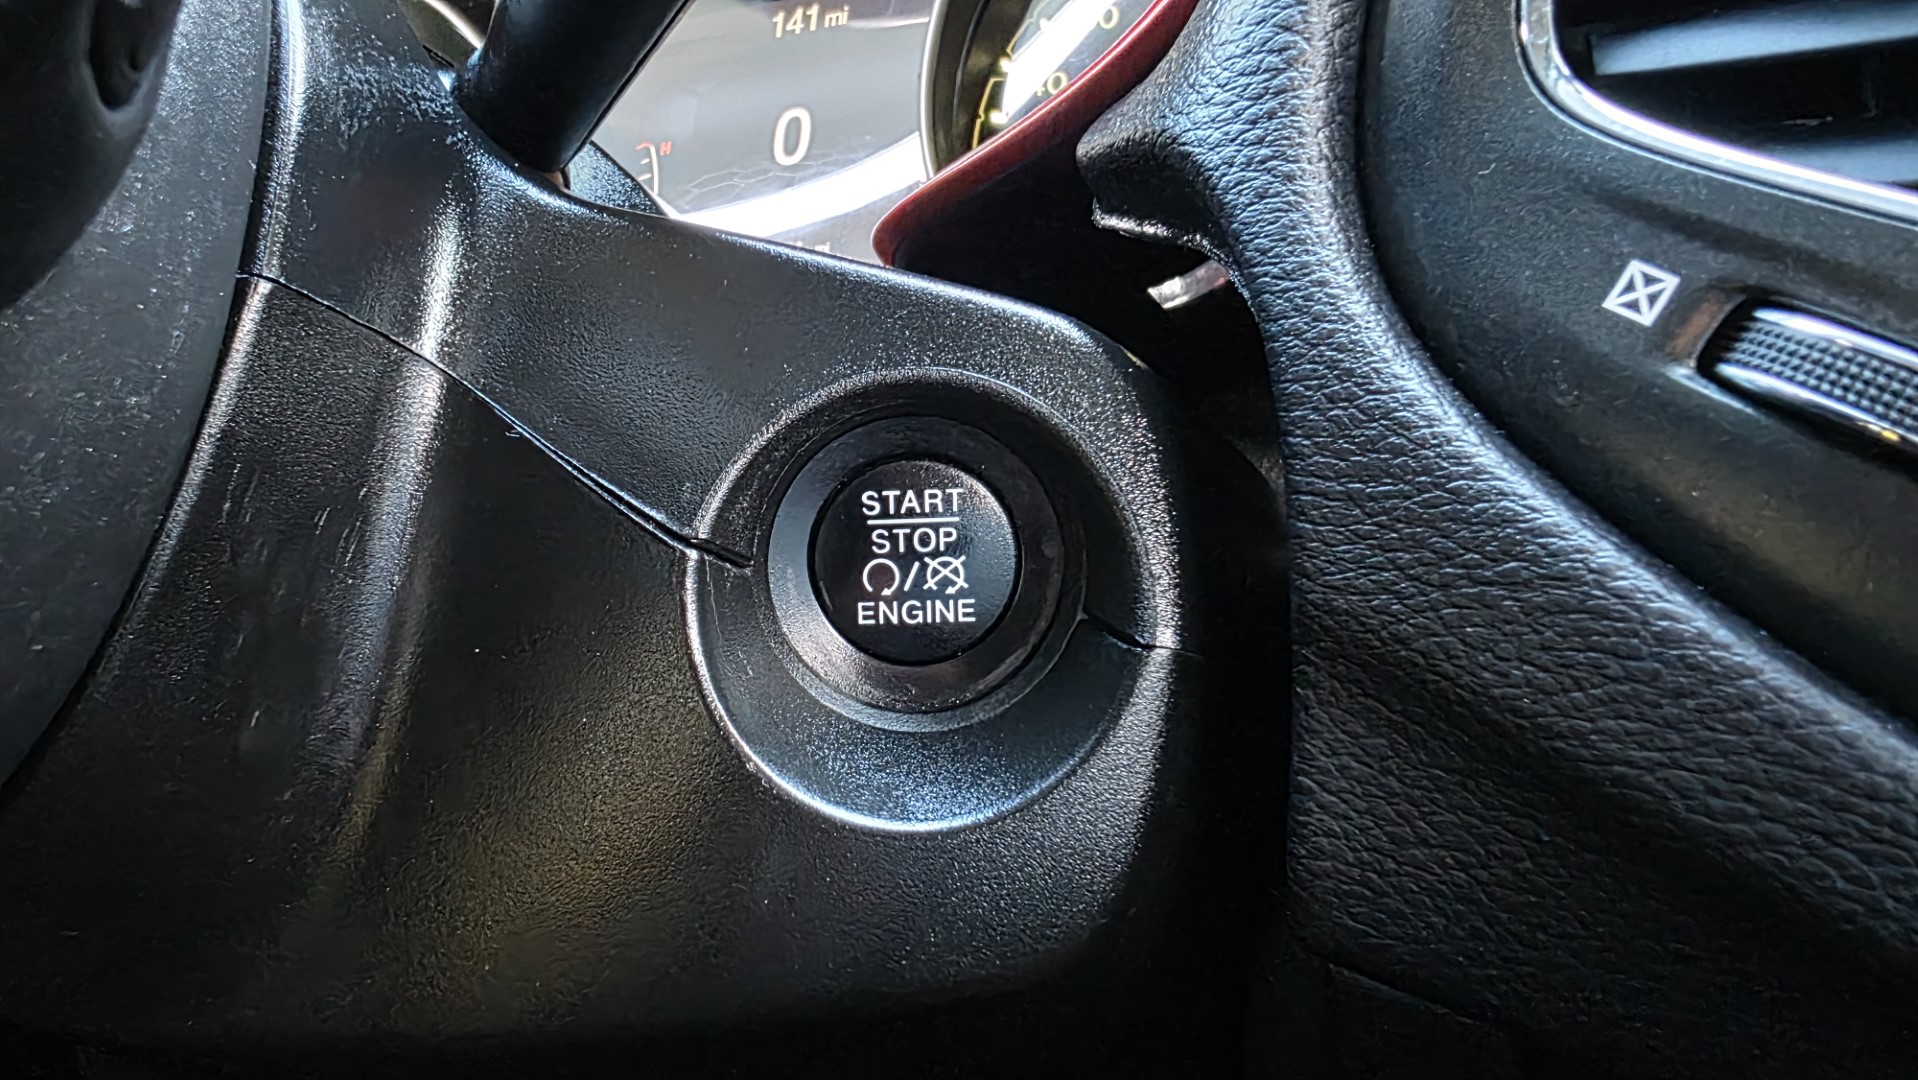 141 mi
0
H
START
STOP
/
ENGINE